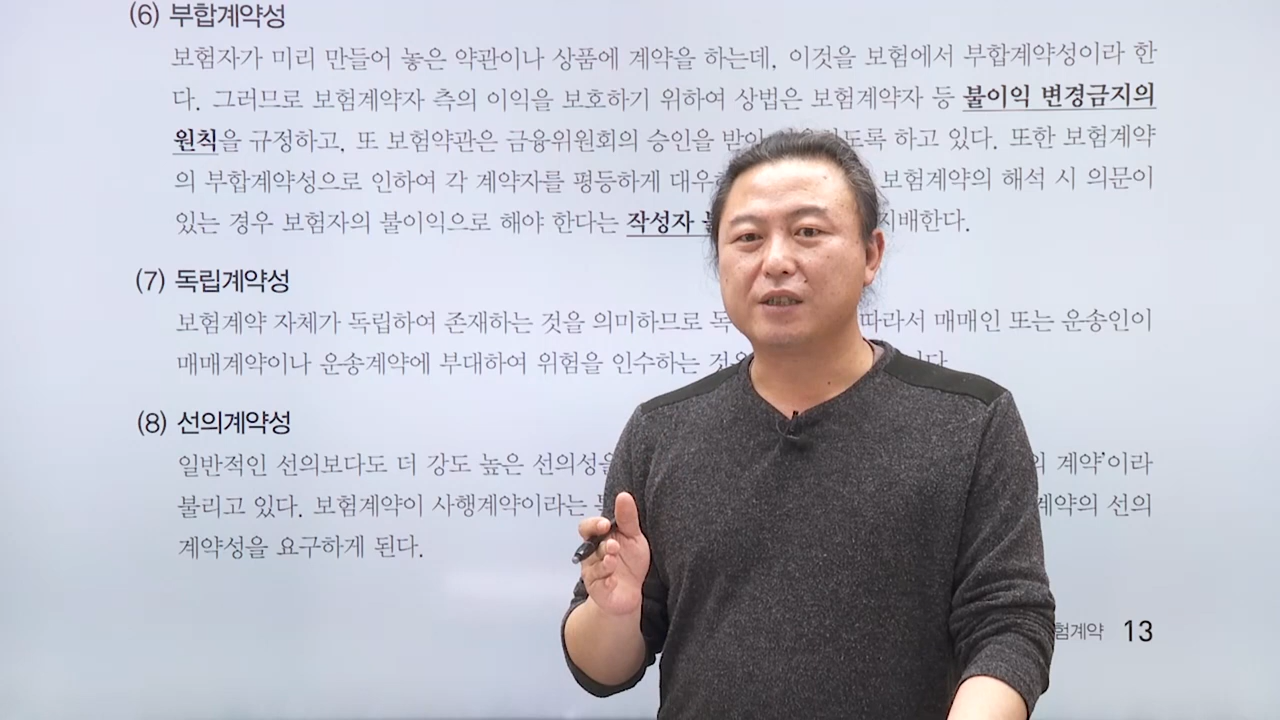 (6) 부합계약성
보험자가 미리 만들어 놓은 약관이나 상품에 계약을 하는데, 이것을 보험에서 부합계약성이라 한
다. 그러므로 보험계약자 측의 이익을 보호하기 위하여 상법은 보험계약자 등 불이익 변경금지의
원칙을 규정하고, 또 보험약관은 금융위원회의 승인을 받아 하고 있다. 또한 보험계약
의 부합계약성으로 인하여 각 계약자를 평등하게 보험계약의 해석 시 의문이
있는 경우 보험자의 불이익으로 해야 한다는 작성자 지배한다.
(7) 독립계약성
보험계약 자체가 독립하여 존재하는 것을 의미하므로 따라서 매매인 또는 운송인이
매매계약이나 운송계약에 부대하여 위험을 인수하는
(8) 선의계약성
일반적인 선의보다도 더 강도 높은 선의성을 계약'이라
불리고 있다. 보험계약이 사행계약이라는 계약의 선의
계약성을 요구하게 된다.
13